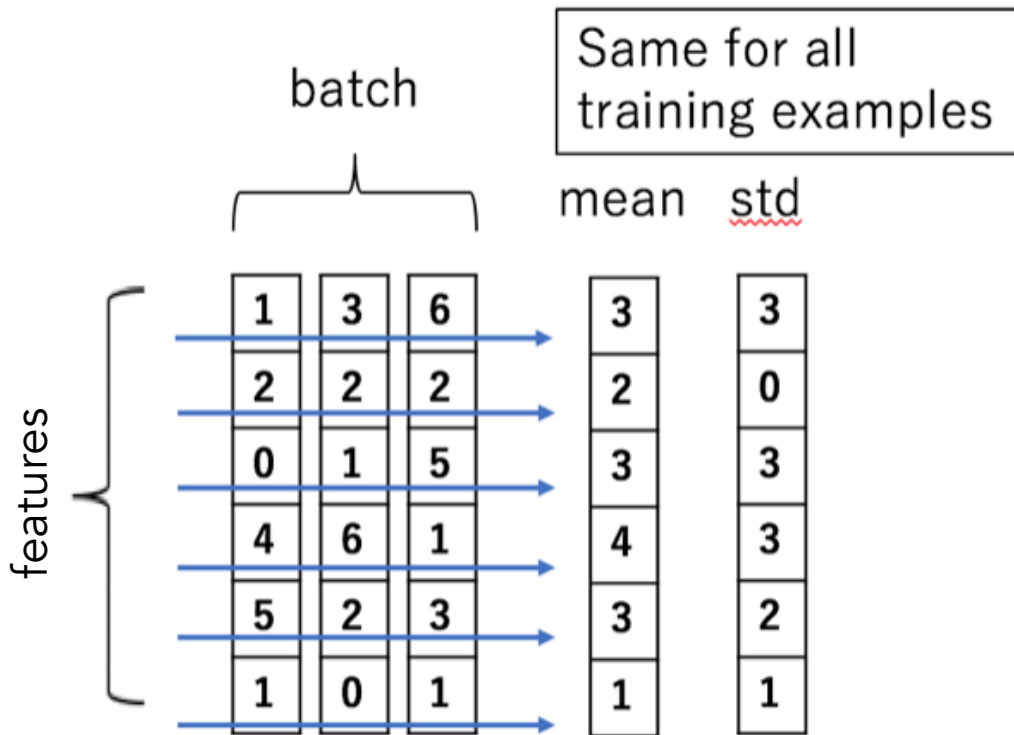 Same for all
training examples
batch
mean std
features
1 3 6 3 3
2 2 2 2 0
0 1 5 3 3
4 6 1 4 3
5 2 3 3 2
1 0 1 1 1